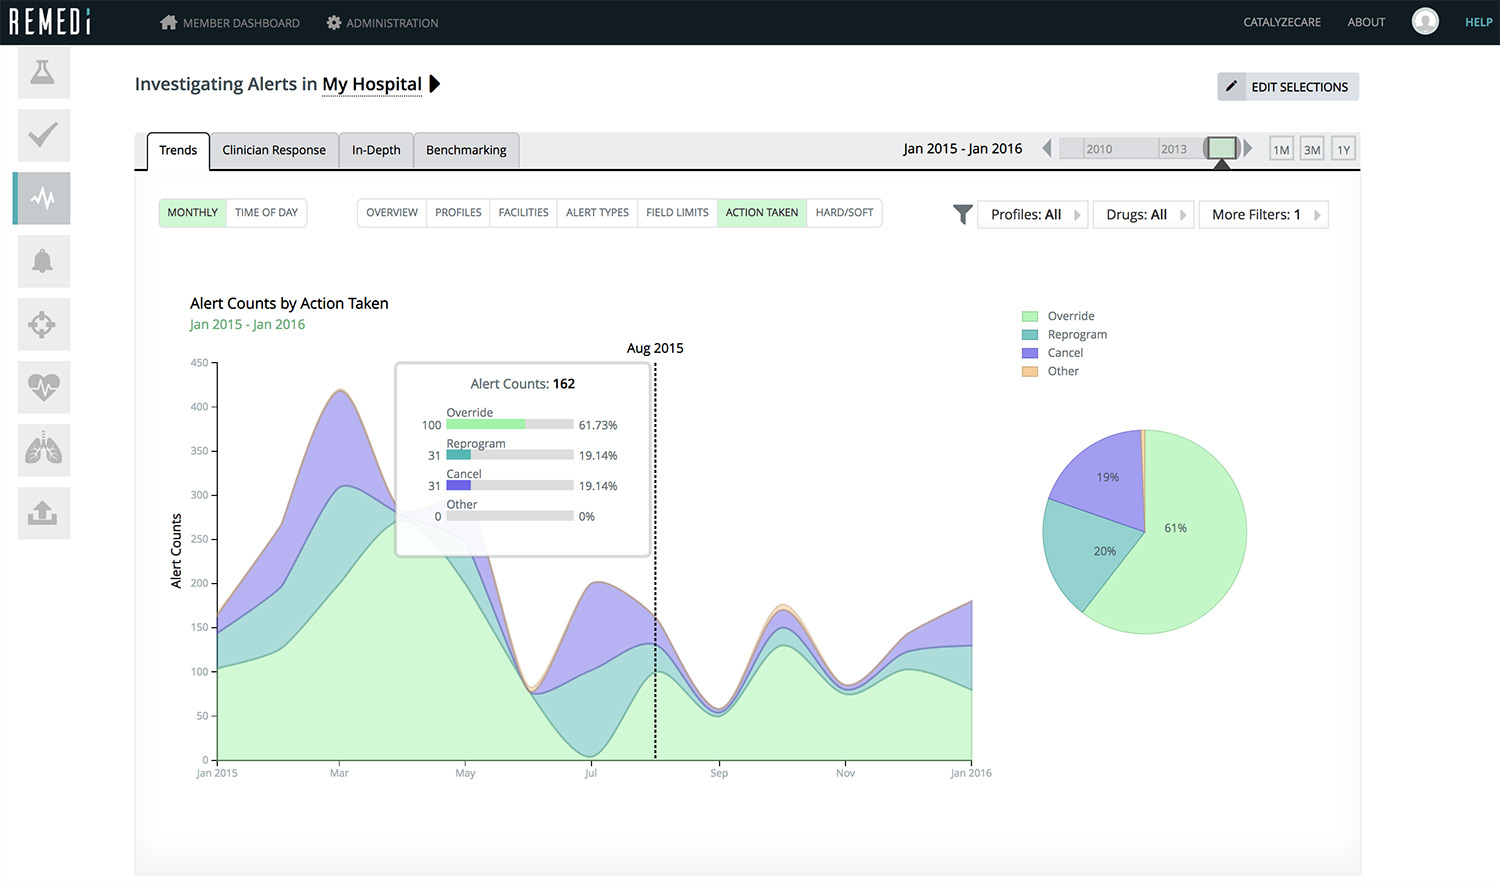 REMEDi MEMBER DASHBOARD ADMINISTRATION CATALYZECARE ABOUT HELP
Investigating Alerts in My Hospital EDIT SELECTIONS
Trends Clinician Response In-Depth Benchmarking Jan 2015 - Jan 2016 2010 2013 1M 3M 1Y
MONTHLY TIME OF DAY OVERVIEW PROFILES FACILITIES ALERT TYPES FIELD LIMITS ACTION TAKEN HARD/SOFT Profiles: All Drugs: All More Filters: 1
Alert Counts by Action Taken
Jan 2015 - Jan 2016
Aug 2015
Alert Counts: 162
Override
100 61.73%
Reprogram
31 19.14%
Cancel
31 19.14%
Other
0 0%
Alert Counts
450
400
350
300
250
200
150
100
50
0
Jan 2015 Mar May Jul Sep Nov Jan 2016
Override
Reprogram
Cancel
Other
19%
61%
20%